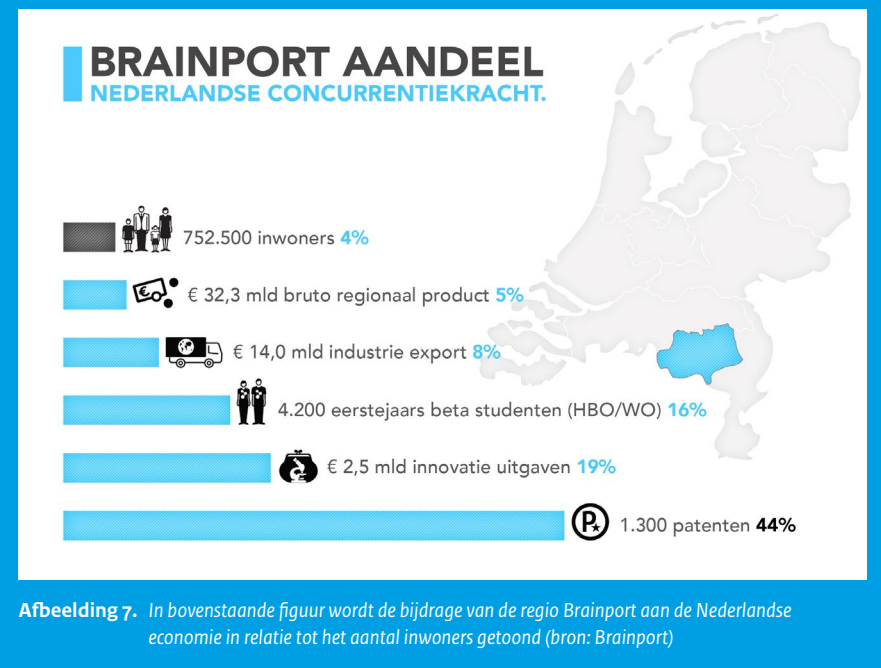 BRAINPORT AANDEEL
NEDERLANDSE CONCURRENTIEKRACHT.
752.500 inwoners 4%
€ 32,3 mld bruto regionaal product 5%
€ 14,0 mld industrie export 8%
4.200 eerstejaars beta studenten (HBO/WO) 16%
€ 2,5 mld innovatie uitgaven 19%
1.300 patenten 44%
Afbeelding 7. In bovenstaande figuur wordt de bijdrage van de regio Brainport aan de Nederlandse
economie in relatie tot het aantal inwoners getoond (bron: Brainport)